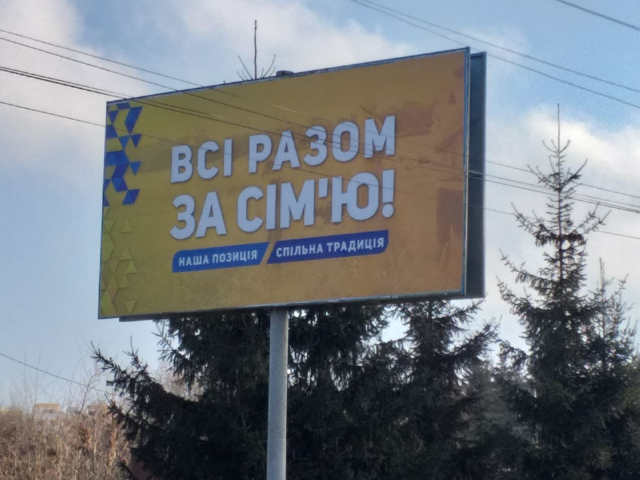 ВСІ РАЗОМ
ЗА СІМ'Ю!
НАША ПОЗИЦІЯ / СПІЛЬНА ТРАДИЦІЯ